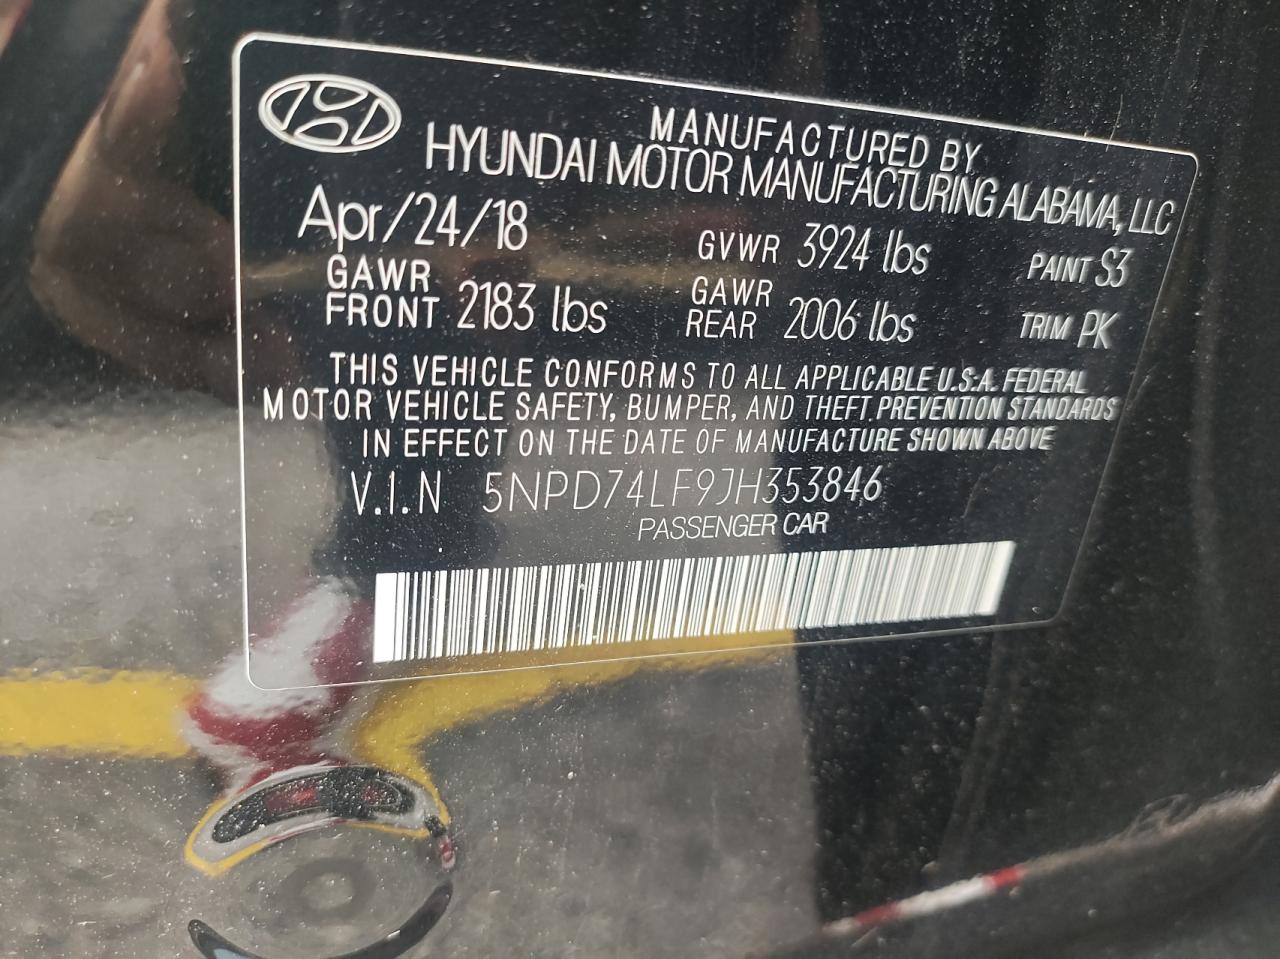 MANUFACTURED BY
HYUNDAI MOTOR MANUFACTURING ALABAMA, LLC
Apr/24/18 GVWR 3924 lbs PAINT S3
GAWR FRONT 2183 lbs GAWR REAR 2006 lbs TRIM PK
THIS VEHICLE CONFORMS TO ALL APPLICABLE U.S.A. FEDERAL
MOTOR VEHICLE SAFETY, BUMPER, AND THEFT PREVENTION STANDARDS
IN EFFECT ON THE DATE OF MANUFACTURE SHOWN ABOVE
V.I.N 5NPD74LF9JH353846
PASSENGER CAR